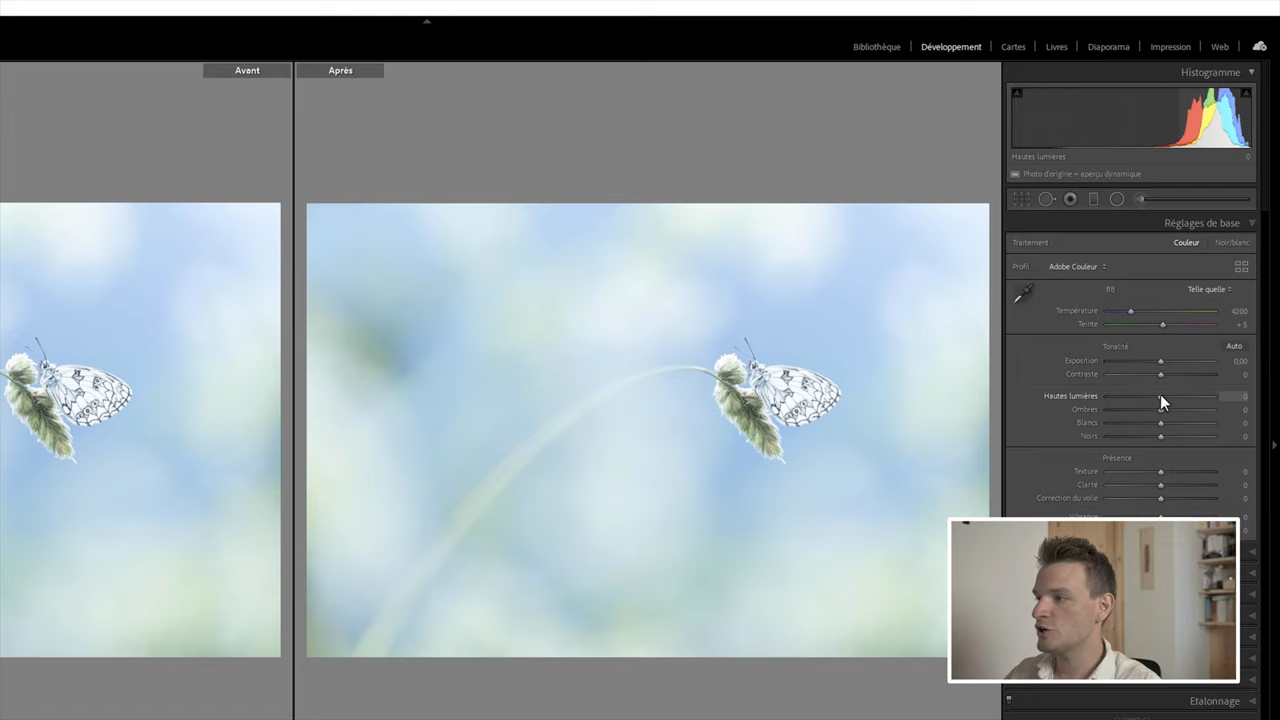 Bibliothèque | Développement | Cartes | Livres | Diaporama | Impression | Web
Avant
Après
Histogramme
Hautes lumières 0
Photo d'origine + aperçu dynamique
Réglages de base
Traitement : Couleur Noir/blanc
Profil : Adobe Couleur
BB : Telle quelle
Température 4200
Teinte + 5
Tonalité Auto
Exposition 0,00
Contraste 0
Hautes lumières 0
Ombres 0
Blancs 0
Noirs 0
Présence
Texture 0
Clarté 0
Correction du voile 0
Vibrance 0
0
Etalonnage